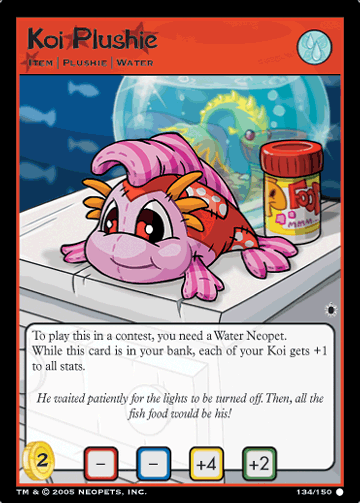 Koi Plushie
Item | Plushie | Water
Foo
mmm...
To play this in a contest, you need a Water Neopet.
While this card is in your bank, each of your Koi gets +1
to all stats.
He waited patiently for the lights to be turned off. Then, all the
fish food would be his!
2
–
–
+4
+2
TM & © 2005 NEOPETS, INC.
134/150